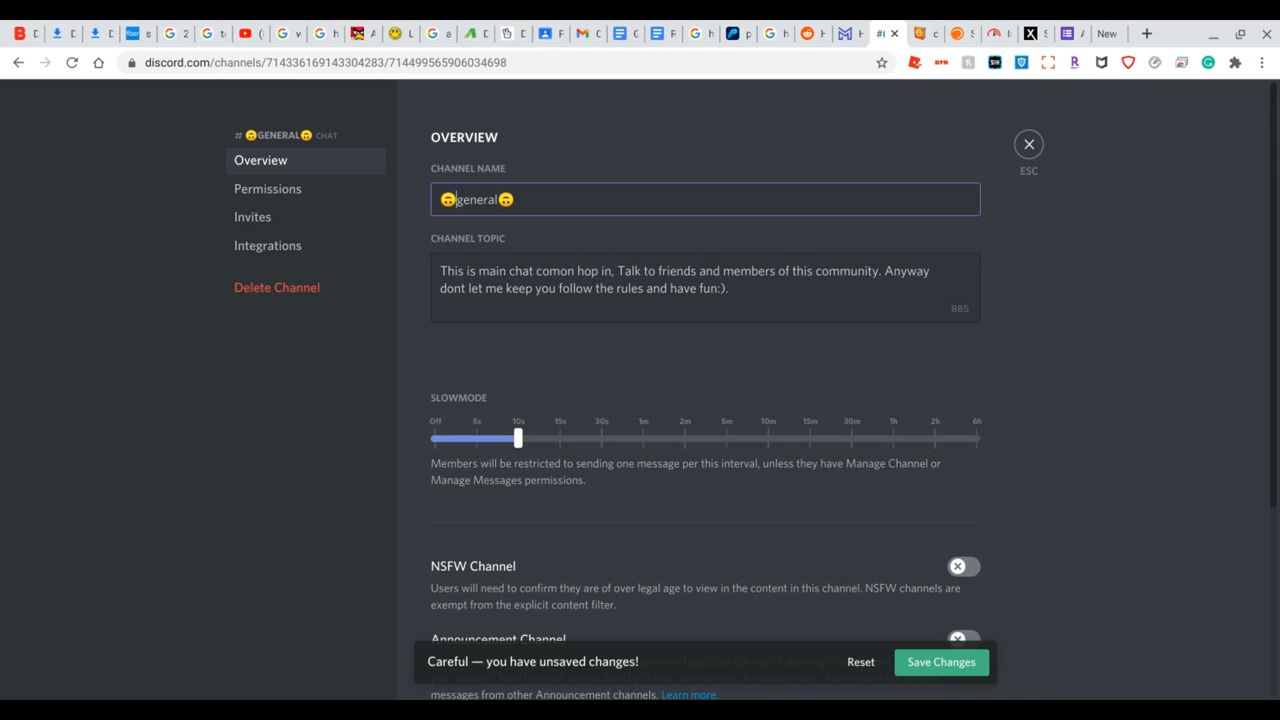 fiber
New
discord.com/channels/714336169143304283/714499565906034698
# 🙃GENERAL🙃 CHAT
Overview
Permissions
Invites
Integrations
Delete Channel
OVERVIEW
CHANNEL NAME
🙃general🙃
CHANNEL TOPIC
This is main chat comon hop in, Talk to friends and members of this community. Anyway
dont let me keep you follow the rules and have fun:).
885
ESC
SLOWMODE
Off 5s 10s 15s 30s 1m 2m 5m 10m 15m 30m 1h 2h 6h
Members will be restricted to sending one message per this interval, unless they have Manage Channel or
Manage Messages permissions.
NSFW Channel
Users will need to confirm they are of over legal age to view in the content in this channel. NSFW channels are
exempt from the explicit content filter.
Announcement Channel
Careful — you have unsaved changes!
Reset
Save Changes
messages from other Announcement channels. Learn more.